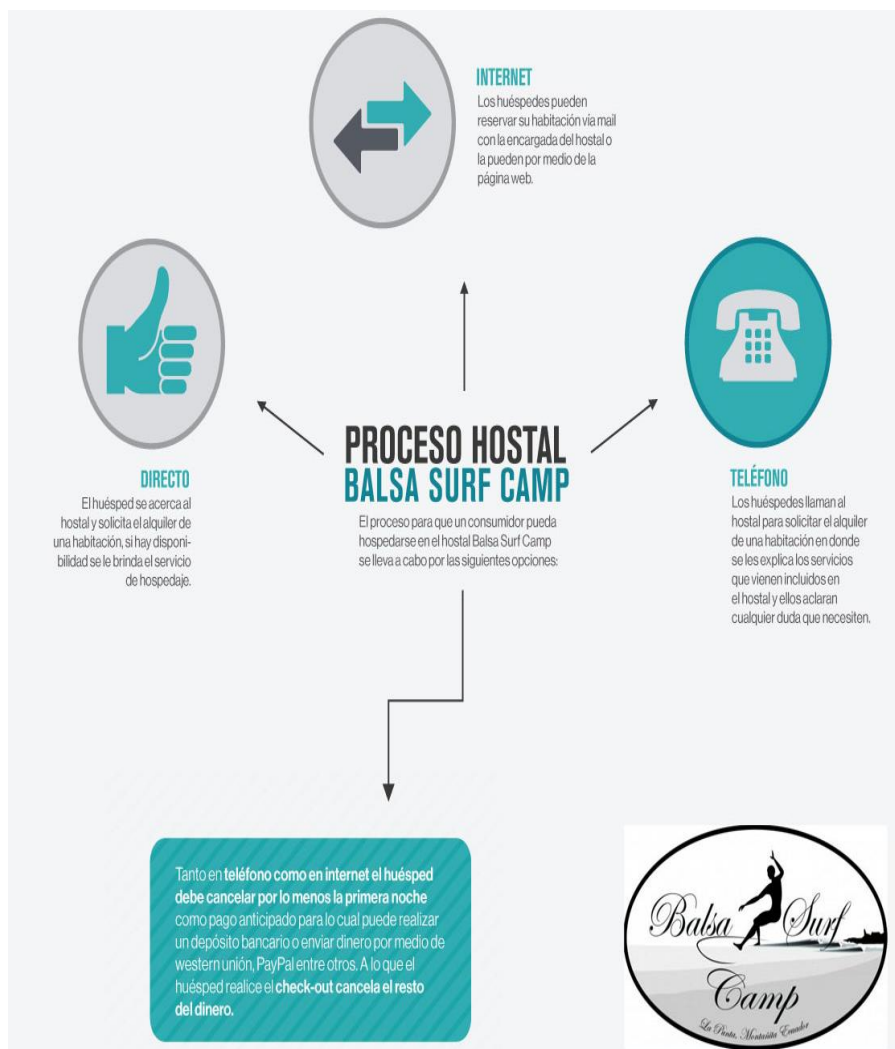 INTERNET
Los huéspedes pueden
reservar su habitación vía mail
con la encargada del hostal o
la pueden por medio de la
página web.
DIRECTO
El huésped se acerca al
hostal y solicita el alquiler de
una habitación, si hay disponi-
bilidad se le brinda el servicio
de hospedaje.
PROCESO HOSTAL
BALSA SURF CAMP
El proceso para que un consumidor pueda
hospedarse en el hostal Balsa Surf Camp
se lleva a cabo por las siguientes opciones:
TELÉFONO
Los huéspedes llaman al
hostal para solicitar el alquiler
de una habitación en donde
se les explica los servicios
que vienen incluidos en
el hostal y ellos aclaran
cualquier duda que necesiten.
Tanto en teléfono como en internet el huésped
debe cancelar por lo menos la primera noche
como pago anticipado para lo cual puede realizar
un depósito bancario o enviar dinero por medio de
western unión, PayPal entre otros. A lo que el
huésped realice el check-out cancela el resto
del dinero.
Balsa Surf
Camp
La Punta, Montañita Ecuador